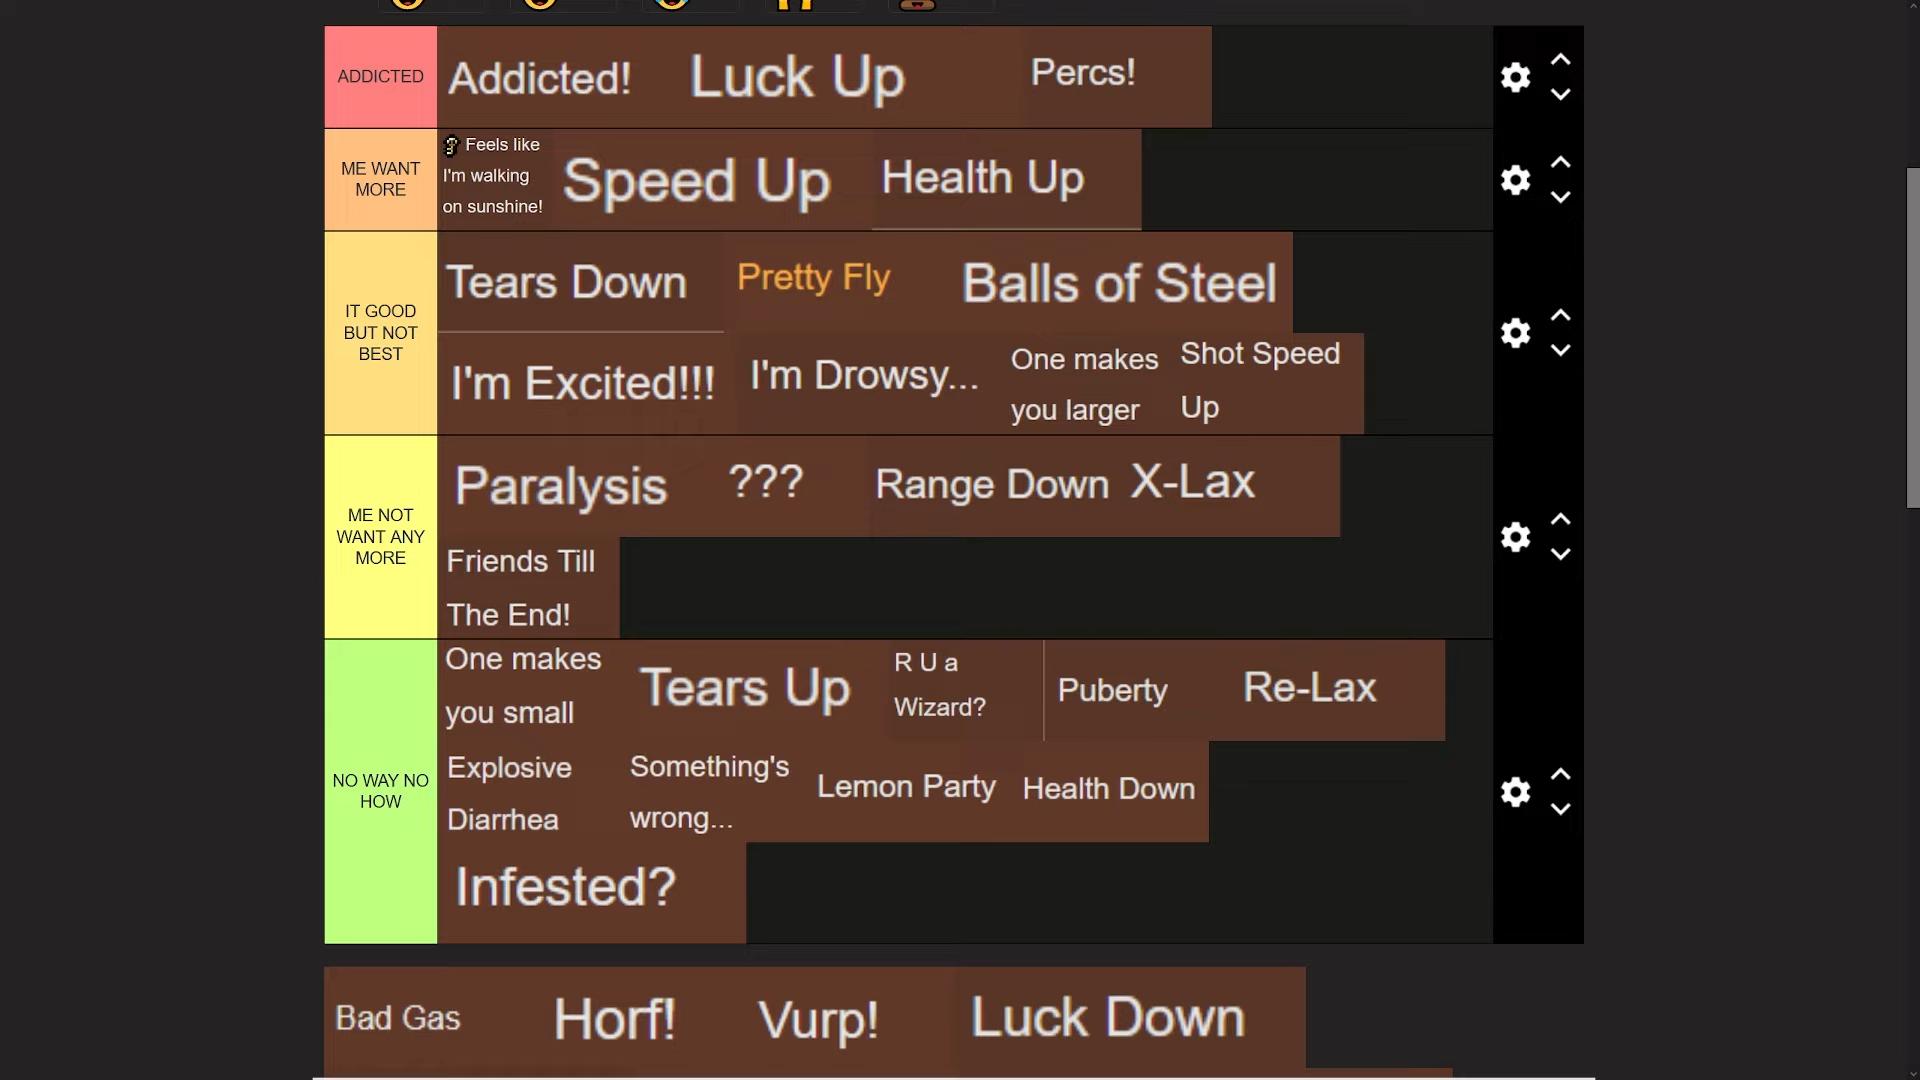 ADDICTED
Addicted!
Luck Up
Percs!
ME WANT
MORE
Feels like
I'm walking
on sunshine!
Speed Up
Health Up
IT GOOD
BUT NOT
BEST
Tears Down
Pretty Fly
Balls of Steel
I'm Excited!!!
I'm Drowsy...
One makes
you larger
Shot Speed
Up
ME NOT
WANT ANY
MORE
Paralysis
???
Range Down
X-Lax
Friends Till
The End!
NO WAY NO
HOW
One makes
you small
Tears Up
R U a
Wizard?
Puberty
Re-Lax
Explosive
Diarrhea
Something's
wrong...
Lemon Party
Health Down
Infested?
Bad Gas
Horf!
Vurp!
Luck Down